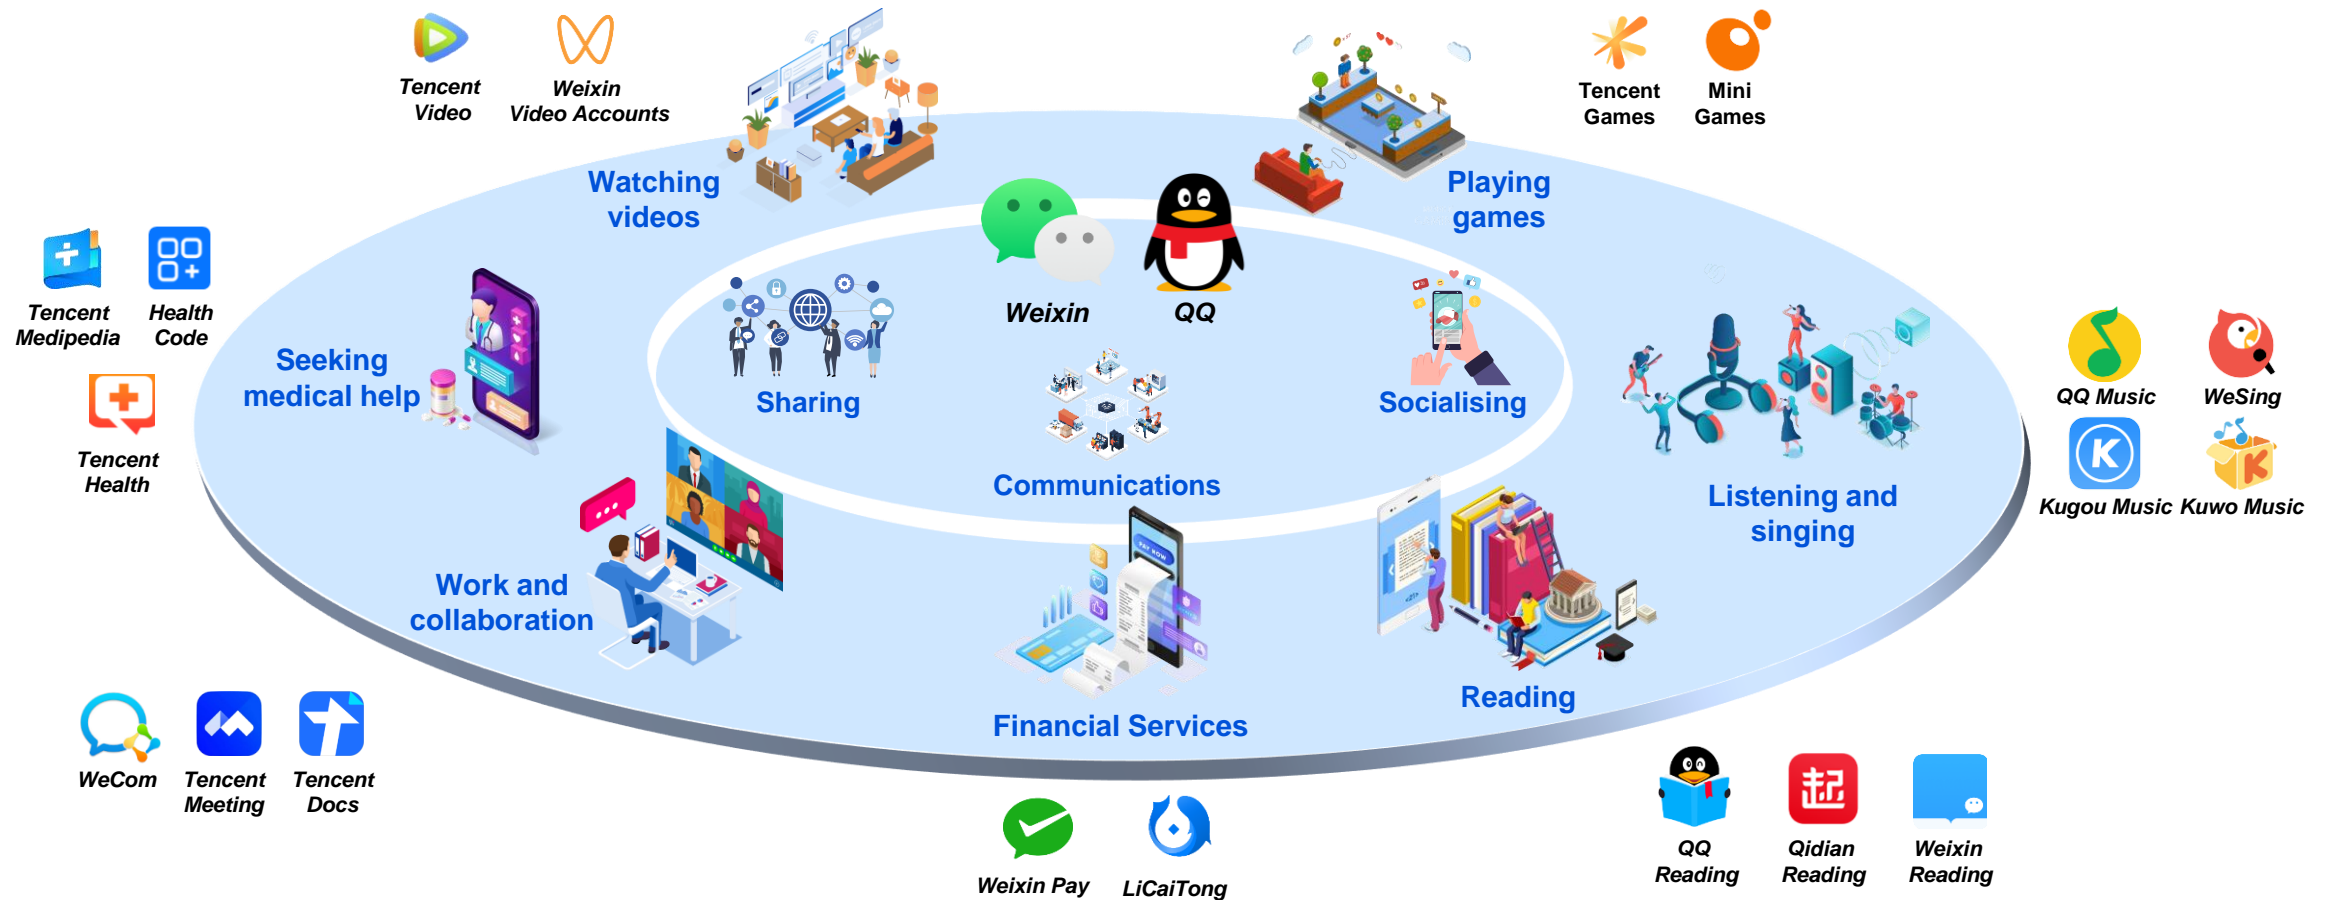 Tencent
Video
Weixin
Video Accounts
Tencent
Games
Mini
Games
Watching
videos
Playing
games
Weixin
QQ
Tencent
Medipedia
Health
Code
Tencent
Health
Seeking
medical help
Sharing
Socialising
Communications
QQ Music
WeSing
K
K
Kugou Music
Kuwo Music
Listening and
singing
Work and
collaboration
PAY NOW
Financial Services
Reading
WeCom
Tencent
Meeting
Tencent
Docs
Weixin Pay
LiCaiTong
起
QQ
Reading
Qidian
Reading
Weixin
Reading